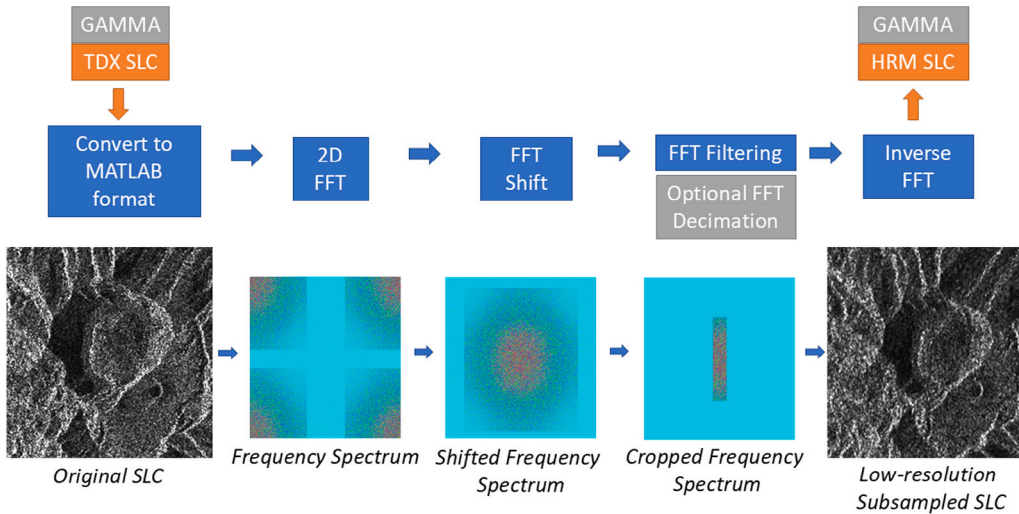 GAMMA
TDX SLC
GAMMA
HRM SLC
Convert to
MATLAB
format
2D
FFT
FFT
Shift
FFT Filtering
Optional FFT
Decimation
Inverse
FFT
Original SLC
Frequency Spectrum
Shifted Frequency
Spectrum
Cropped Frequency
Spectrum
Low-resolution
Subsampled SLC